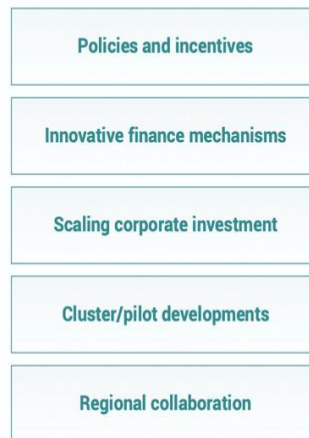 Policies and incentives
Innovative finance mechanisms
Scaling corporate investment
Cluster/pilot developments
Regional collaboration